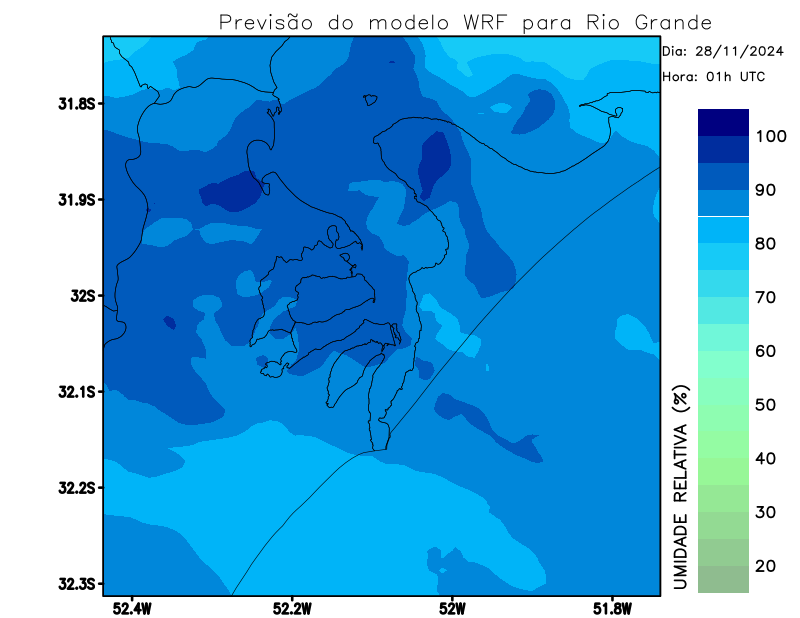 Previsão do modelo WRF para Rio Grande
Dia: 28/11/2024
Hora: 01h UTC
31.8S
31.9S
32S
32.1S
32.2S
32.3S
52.4W
52.2W
52W
51.8W
100
90
80
70
60
50
40
30
20
UMIDADE RELATIVA (%)